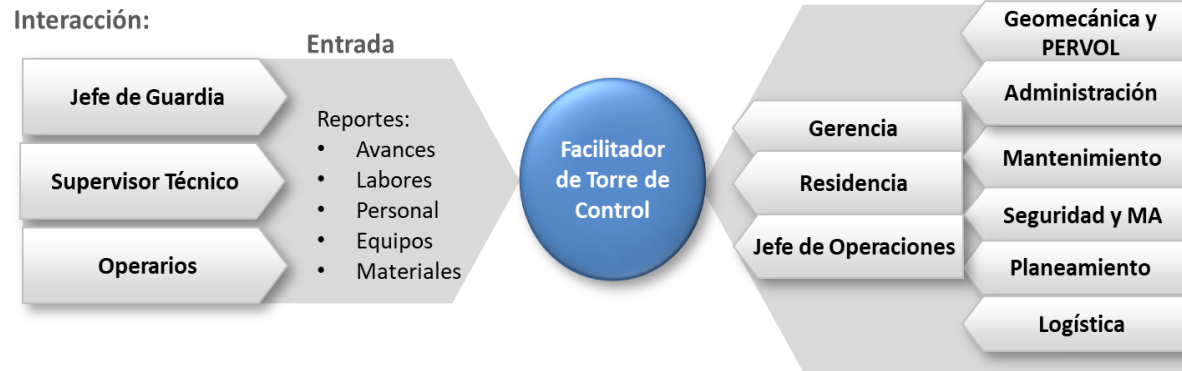 Interacción:
Entrada
Jefe de Guardia
Supervisor Técnico
Operarios
Reportes:
• Avances
• Labores
• Personal
• Equipos
• Materiales
Facilitador
de Torre de
Control
Gerencia
Residencia
Jefe de Operaciones
Geomecánica y
PERVOL
Administración
Mantenimiento
Seguridad y MA
Planeamiento
Logística